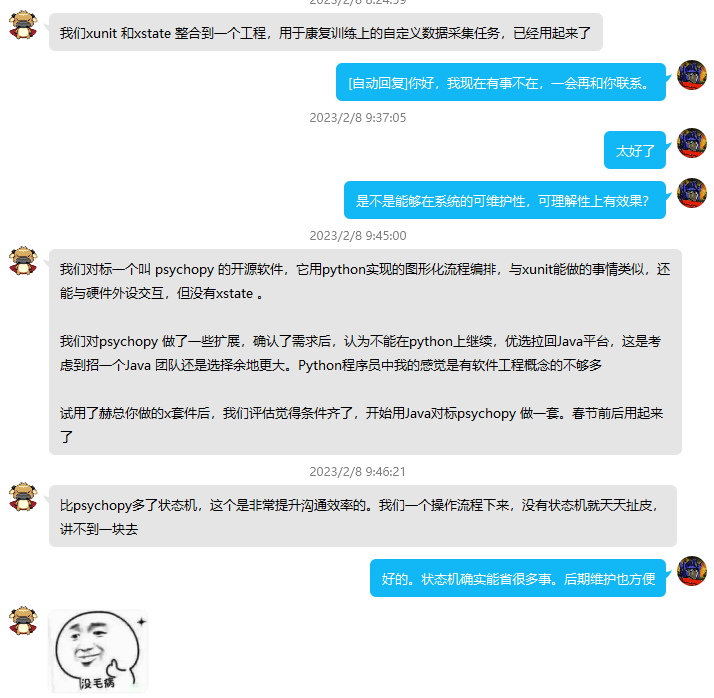 2023/2/8 8:24:59
我们xunit 和xstate 整合到一个工程，用于康复训练上的自定义数据采集任务，已经用起来了
[自动回复]你好，我现在有事不在，一会再和你联系。
2023/2/8 9:37:05
太好了
是不是能够在系统的可维护性，可理解性上有效果？
2023/2/8 9:45:00
我们对标一个叫 psychopy 的开源软件，它用python实现的图形化流程编排，与xunit能做的事情类似，还
能与硬件外设交互，但没有xstate 。
我们对psychopy 做了一些扩展，确认了需求后，认为不能在python上继续，优选拉回Java平台，这是考
虑到招一个Java 团队还是选择余地更大。Python程序员中我的感觉是有软件工程概念的不够多
试用了赫总你做的x套件后，我们评估觉得条件齐了，开始用Java对标psychopy 做一套。春节前后用起来
了
2023/2/8 9:46:21
比psychopy多了状态机，这个是非常提升沟通效率的。我们一个操作流程下来，没有状态机就天天扯皮，
讲不到一块去
好的。状态机确实能省很多事。后期维护也方便
没毛病